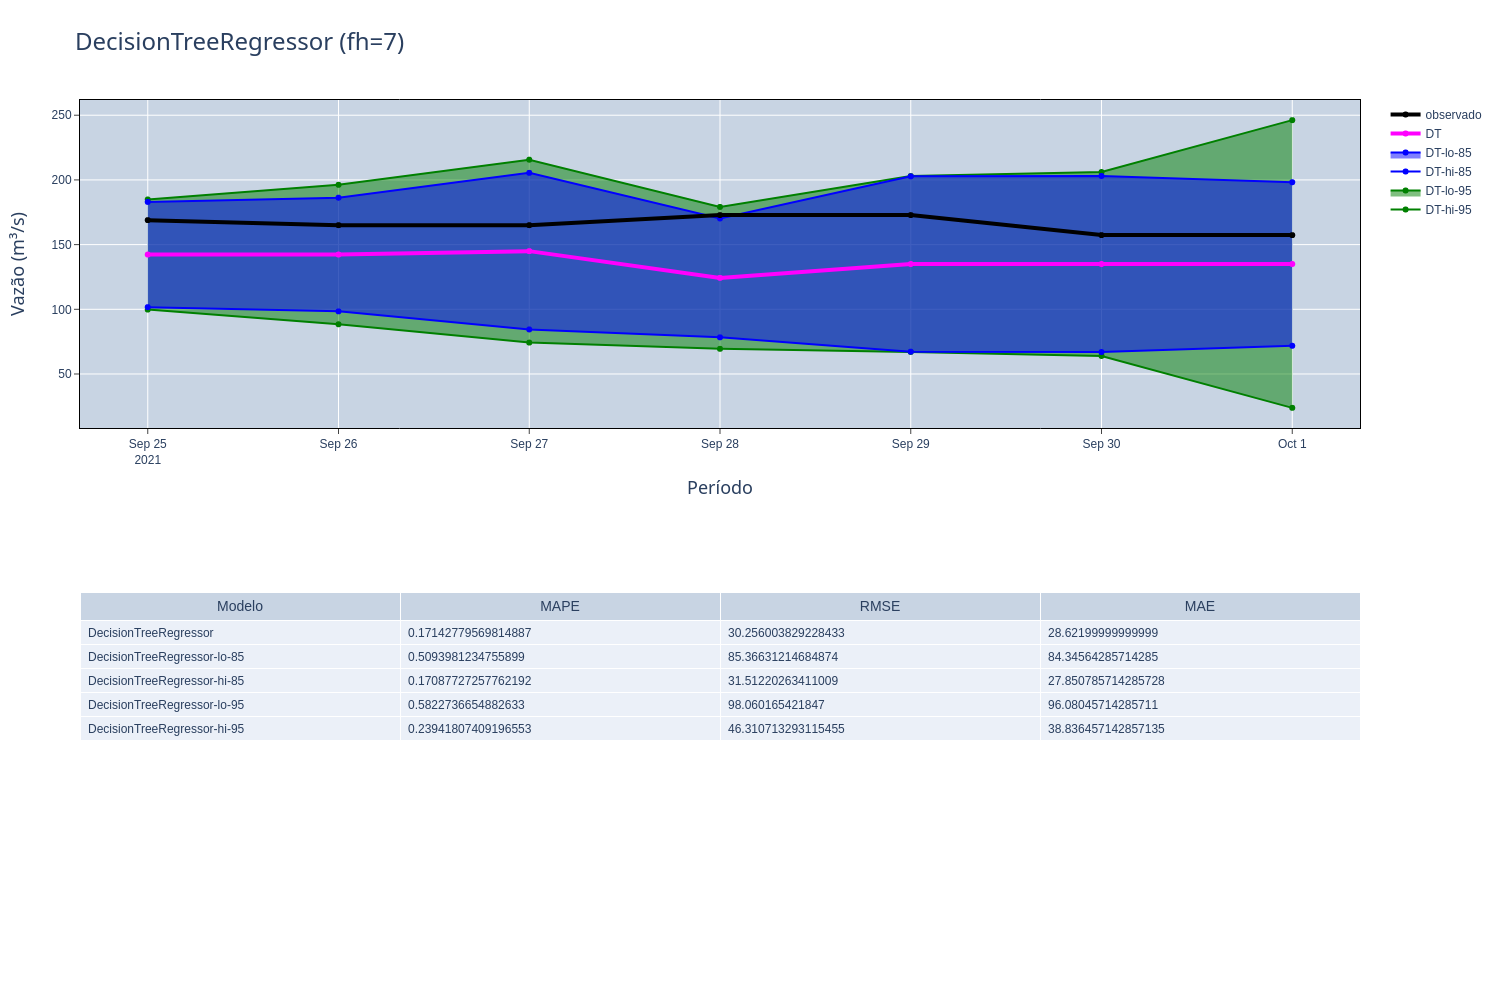 DecisionTreeRegressor (fh=7)
Vazão (m³/s)
250
200
150
100
50
Sep 25
2021
Sep 26
Sep 27
Sep 28
Sep 29
Sep 30
Oct 1
Período
observado
DT
DT-lo-85
DT-hi-85
DT-lo-95
DT-hi-95
Modelo MAPE RMSE MAE
DecisionTreeRegressor 0.17142779569814887 30.256003829228433 28.62199999999999
DecisionTreeRegressor-lo-85 0.5093981234755899 85.36631214684874 84.34564285714285
DecisionTreeRegressor-hi-85 0.17087727257762192 31.51220263411009 27.850785714285728
DecisionTreeRegressor-lo-95 0.5822736654882633 98.060165421847 96.08045714285711
DecisionTreeRegressor-hi-95 0.23941807409196553 46.310713293115455 38.836457142857135